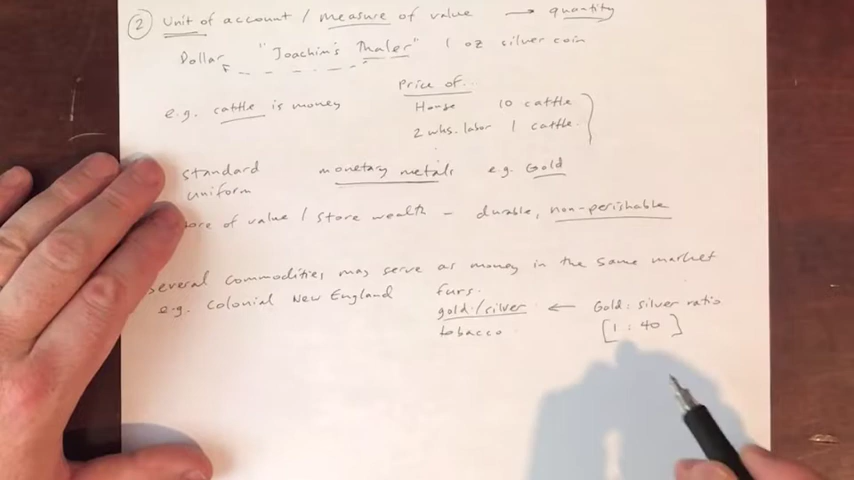 ② Unit of account / measure of value → quantity
Dollar "Joachim's Thaler" 1 oz silver coin
Price of...
e.g. cattle is money House 10 cattle
2 wks. labor 1 cattle
standard monetary metals e.g. Gold
uniform
ore of value / store wealth - durable, non-perishable
Several commodities may serve as money in the same market
e.g. Colonial New England furs.
gold/silver ← Gold : silver ratio
tobacco [1 : 40]